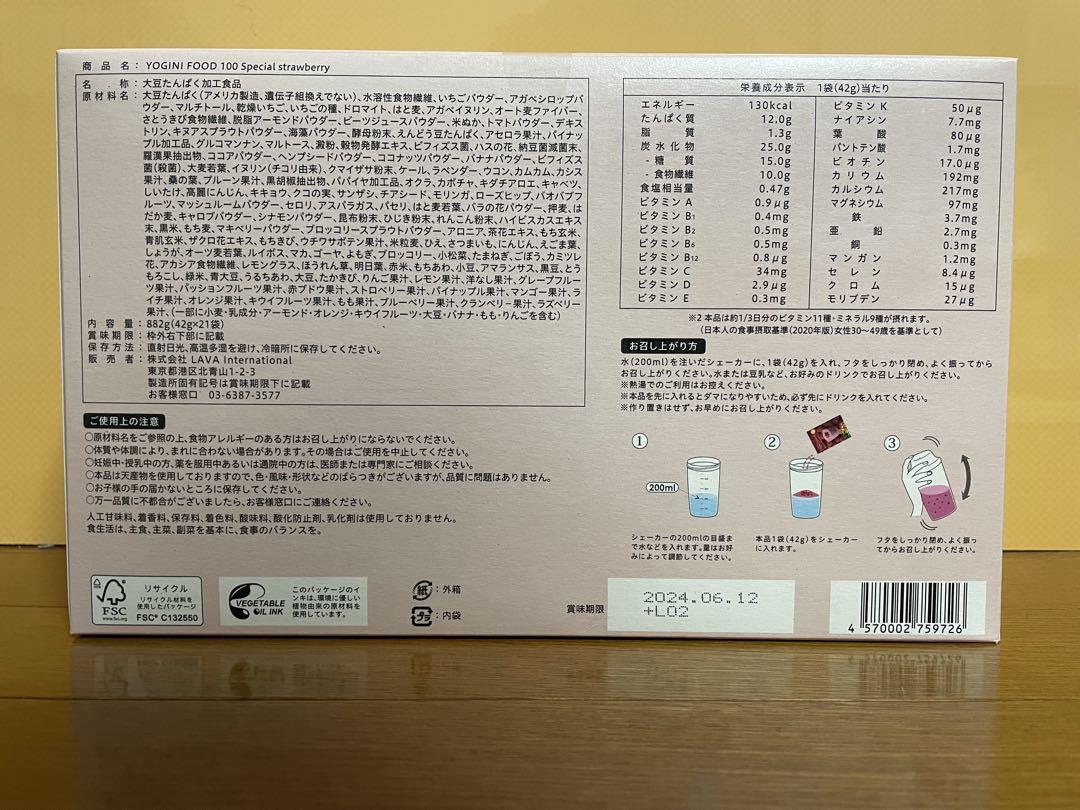 商品名：YOGINI FOOD 100 Special strawberry
名称：大豆たんぱく加工食品
原材料名：大豆たんぱく(アメリカ製造、遺伝子組換えでない)、水溶性食物繊維、いちごパウダー、アガベシロップパ
ウダー、マルチトール、乾燥いちご、いちごの種、ドロマイト、はと麦、アガベイヌリン、オート麦ファイバー、
さとうきび食物繊維、脱脂アーモンドパウダー、ビーツジュースパウダー、米ぬか、トマトパウダー、デキス
トリン、キヌアスプラウトパウダー、海藻パウダー、酵母粉末、えんどう豆たんぱく、アセロラ果汁、パイナッ
プル加工品、グルコマンナン、マルトース、澱粉、穀物発酵エキス、ビフィズス菌、ハスの花、納豆菌滅菌末、
羅漢果抽出物、ココアパウダー、ヘンプシードパウダー、ココナッツパウダー、バナナパウダー、ビフィズス
菌(殺菌)、大麦若葉、イヌリン(チコリ由来)、クマイザサ粉末、ケール、ラベンダー、ウコン、カムカム、カシス
果汁、桑の葉、プルーン果汁、黒胡椒抽出物、パパイヤ加工品、オクラ、カボチャ、キダチアロエ、キャベツ、
しいたけ、高麗にんじん、キキョウ、クコの実、サンザシ、チアシード、モリンガ、ローズヒップ、バオバブフ
ルーツ、マッシュルームパウダー、セロリ、アスパラガス、パセリ、はと麦若葉、バラの花パウダー、押麦、は
だか麦、キャロブパウダー、シナモンパウダー、昆布粉末、ひじき粉末、れんこん粉末、ハイビスカスエキス
末、黒米、もち麦、マキベリーパウダー、ブロッコリースプラウトパウダー、アロニア、茶花エキス、もち玄米、
青肌玄米、ザクロ花エキス、もちきび、ウチワサボテン果汁、米粒麦、ひえ、さつまいも、にんじん、えごま葉、
しょうが、オーツ麦若葉、ルイボス、マカ、ゴーヤ、よもぎ、ブロッコリー、小松菜、たまねぎ、ごぼう、カミツレ
花、アカシア食物繊維、レモングラス、ほうれん草、明日葉、赤米、もちあわ、小豆、アマランサス、黒豆、とう
もろこし、緑米、青大豆、うるちあわ、大豆、たかきび、りんご果汁、レモン果汁、洋なし果汁、グレープフルー
ツ果汁、パッションフルーツ果汁、赤ブドウ果汁、ストロベリー果汁、パイナップル果汁、マンゴー果汁、ラ
イチ果汁、オレンジ果汁、キウイフルーツ果汁、もも果汁、ブルーベリー果汁、クランベリー果汁、ラズベリー
果汁、(一部に小麦・乳成分・アーモンド・オレンジ・キウイフルーツ・大豆・バナナ・もも・りんごを含む)
内容量：882g(42g×21袋)
賞味期限：枠外右下部に記載
保存方法：直射日光、高温多湿を避け、冷暗所に保存してください。
販売者：株式会社 LAVA International
東京都港区北青山1-2-3
製造所固有記号は賞味期限下に記載
お客様窓口 03-6387-3577
ご使用上の注意
○原材料名をご参照の上、食物アレルギーのある方はお召し上がりにならないでください。
○体質や体調により、まれに合わない場合があります。その場合はご使用を中止してください。
○妊娠中・授乳中の方、薬を服用中あるいは通院中の方は、医師または専門家にご相談ください。
○本品は天産物を使用しておりますので、色・風味・形状などのばらつきがございますが、品質に問題はありません。
○お子様の手の届かないところに保存してください。
○万一品質に不都合がございましたら、お客様窓口にご連絡ください。
人工甘味料、着香料、保存料、着色料、酸味料、酸化防止剤、乳化剤は使用しておりません。
食生活は、主食、主菜、副菜を基本に、食事のバランスを。
FSC
www.fsc.org
リサイクル
リサイクル材料を
使用したパッケージ
FSC® C132550
VEGETABLE
OIL INK
このパッケージのイ
ンキは、環境に優しい
植物由来の原材料を
使用しています。
紙：外箱
プラ：内袋
栄養成分表示 1袋(42g)当たり
エネルギー 130kcal
たんぱく質 12.0g
脂質 1.3g
炭水化物 25.0g
- 糖質 15.0g
- 食物繊維 10.0g
食塩相当量 0.47g
ビタミンA 0.9μg
ビタミンB1 0.4mg
ビタミンB2 0.5mg
ビタミンB6 0.5mg
ビタミンB12 0.8μg
ビタミンC 34mg
ビタミンD 2.9μg
ビタミンE 0.3mg
ビタミンK 50μg
ナイアシン 7.7mg
葉酸 80μg
パントテン酸 1.7mg
ビオチン 17.0μg
カリウム 192mg
カルシウム 217mg
マグネシウム 97mg
鉄 3.7mg
亜鉛 2.7mg
銅 0.3mg
マンガン 1.2mg
セレン 8.4μg
クロム 15μg
モリブデン 27μg
※2 本品は約1/3日分のビタミン11種・ミネラル9種が摂れます。
(日本人の食事摂取基準(2020年版)女性30〜49歳を基準として)
お召し上がり方
水(200ml)を注いだシェーカーに、1袋(42g)を入れ、フタをしっかり閉め、よく振ってから
お召し上がりください。水または豆乳など、お好みのドリンクでお召し上がりください。
※熱湯でのご利用はお控えください。
※本品を先に入れるとダマになりやすいため、必ず先にドリンクを入れてください。
※作り置きはせず、お早めにお召し上がりください。
① ② ③
200ml
シェーカーの200mlの目盛ま
で水などを入れます。量はお好
みによって調節してください。
本品1袋(42g)をシェーカー
に入れます。
フタをしっかり閉め、よく振っ
てからお召し上がりください。
賞味期限
2024.06.12
+L02
4 570002 759726